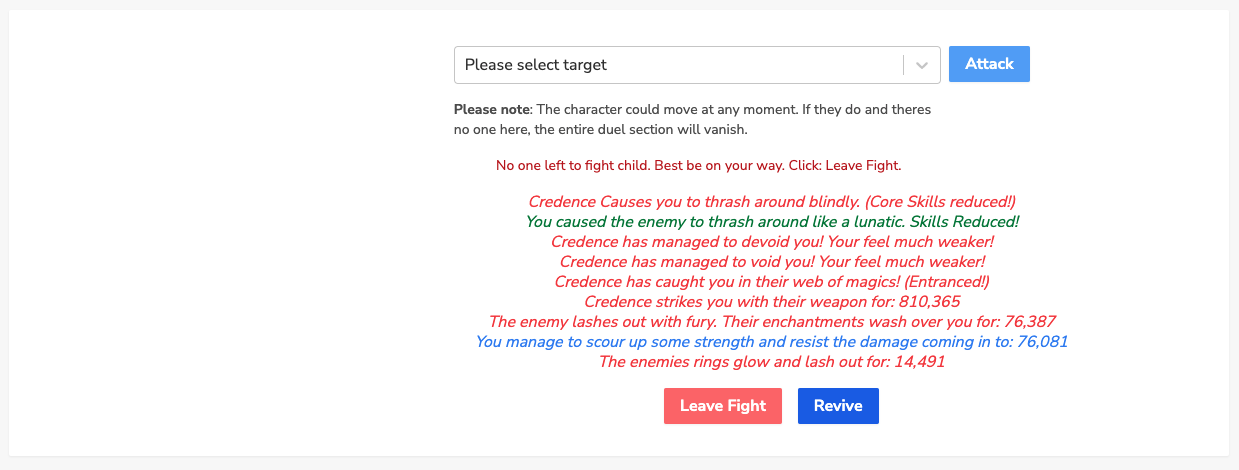 Please select target
Attack
Please note: The character could move at any moment. If they do and theres
no one here, the entire duel section will vanish.
No one left to fight child. Best be on your way. Click: Leave Fight.
Credence Causes you to thrash around blindly. (Core Skills reduced!)
You caused the enemy to thrash around like a lunatic. Skills Reduced!
Credence has managed to devoid you! Your feel much weaker!
Credence has managed to void you! Your feel much weaker!
Credence has caught you in their web of magics! (Entranced!)
Credence strikes you with their weapon for: 810,365
The enemy lashes out with fury. Their enchantments wash over you for: 76,387
You manage to scour up some strength and resist the damage coming in to: 76,081
The enemies rings glow and lash out for: 14,491
Leave Fight
Revive